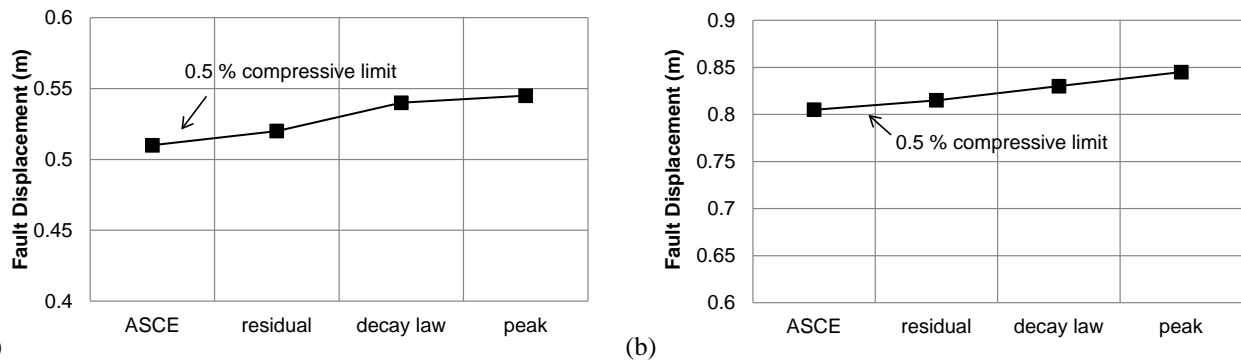 Fault Displacement (m)
0.6
0.55
0.5
0.45
0.4
0.5 % compressive limit
ASCE residual decay law peak
)
Fault Displacement (m)
0.9
0.85
0.8
0.75
0.7
0.65
0.6
0.5 % compressive limit
ASCE residual decay law peak
(b)